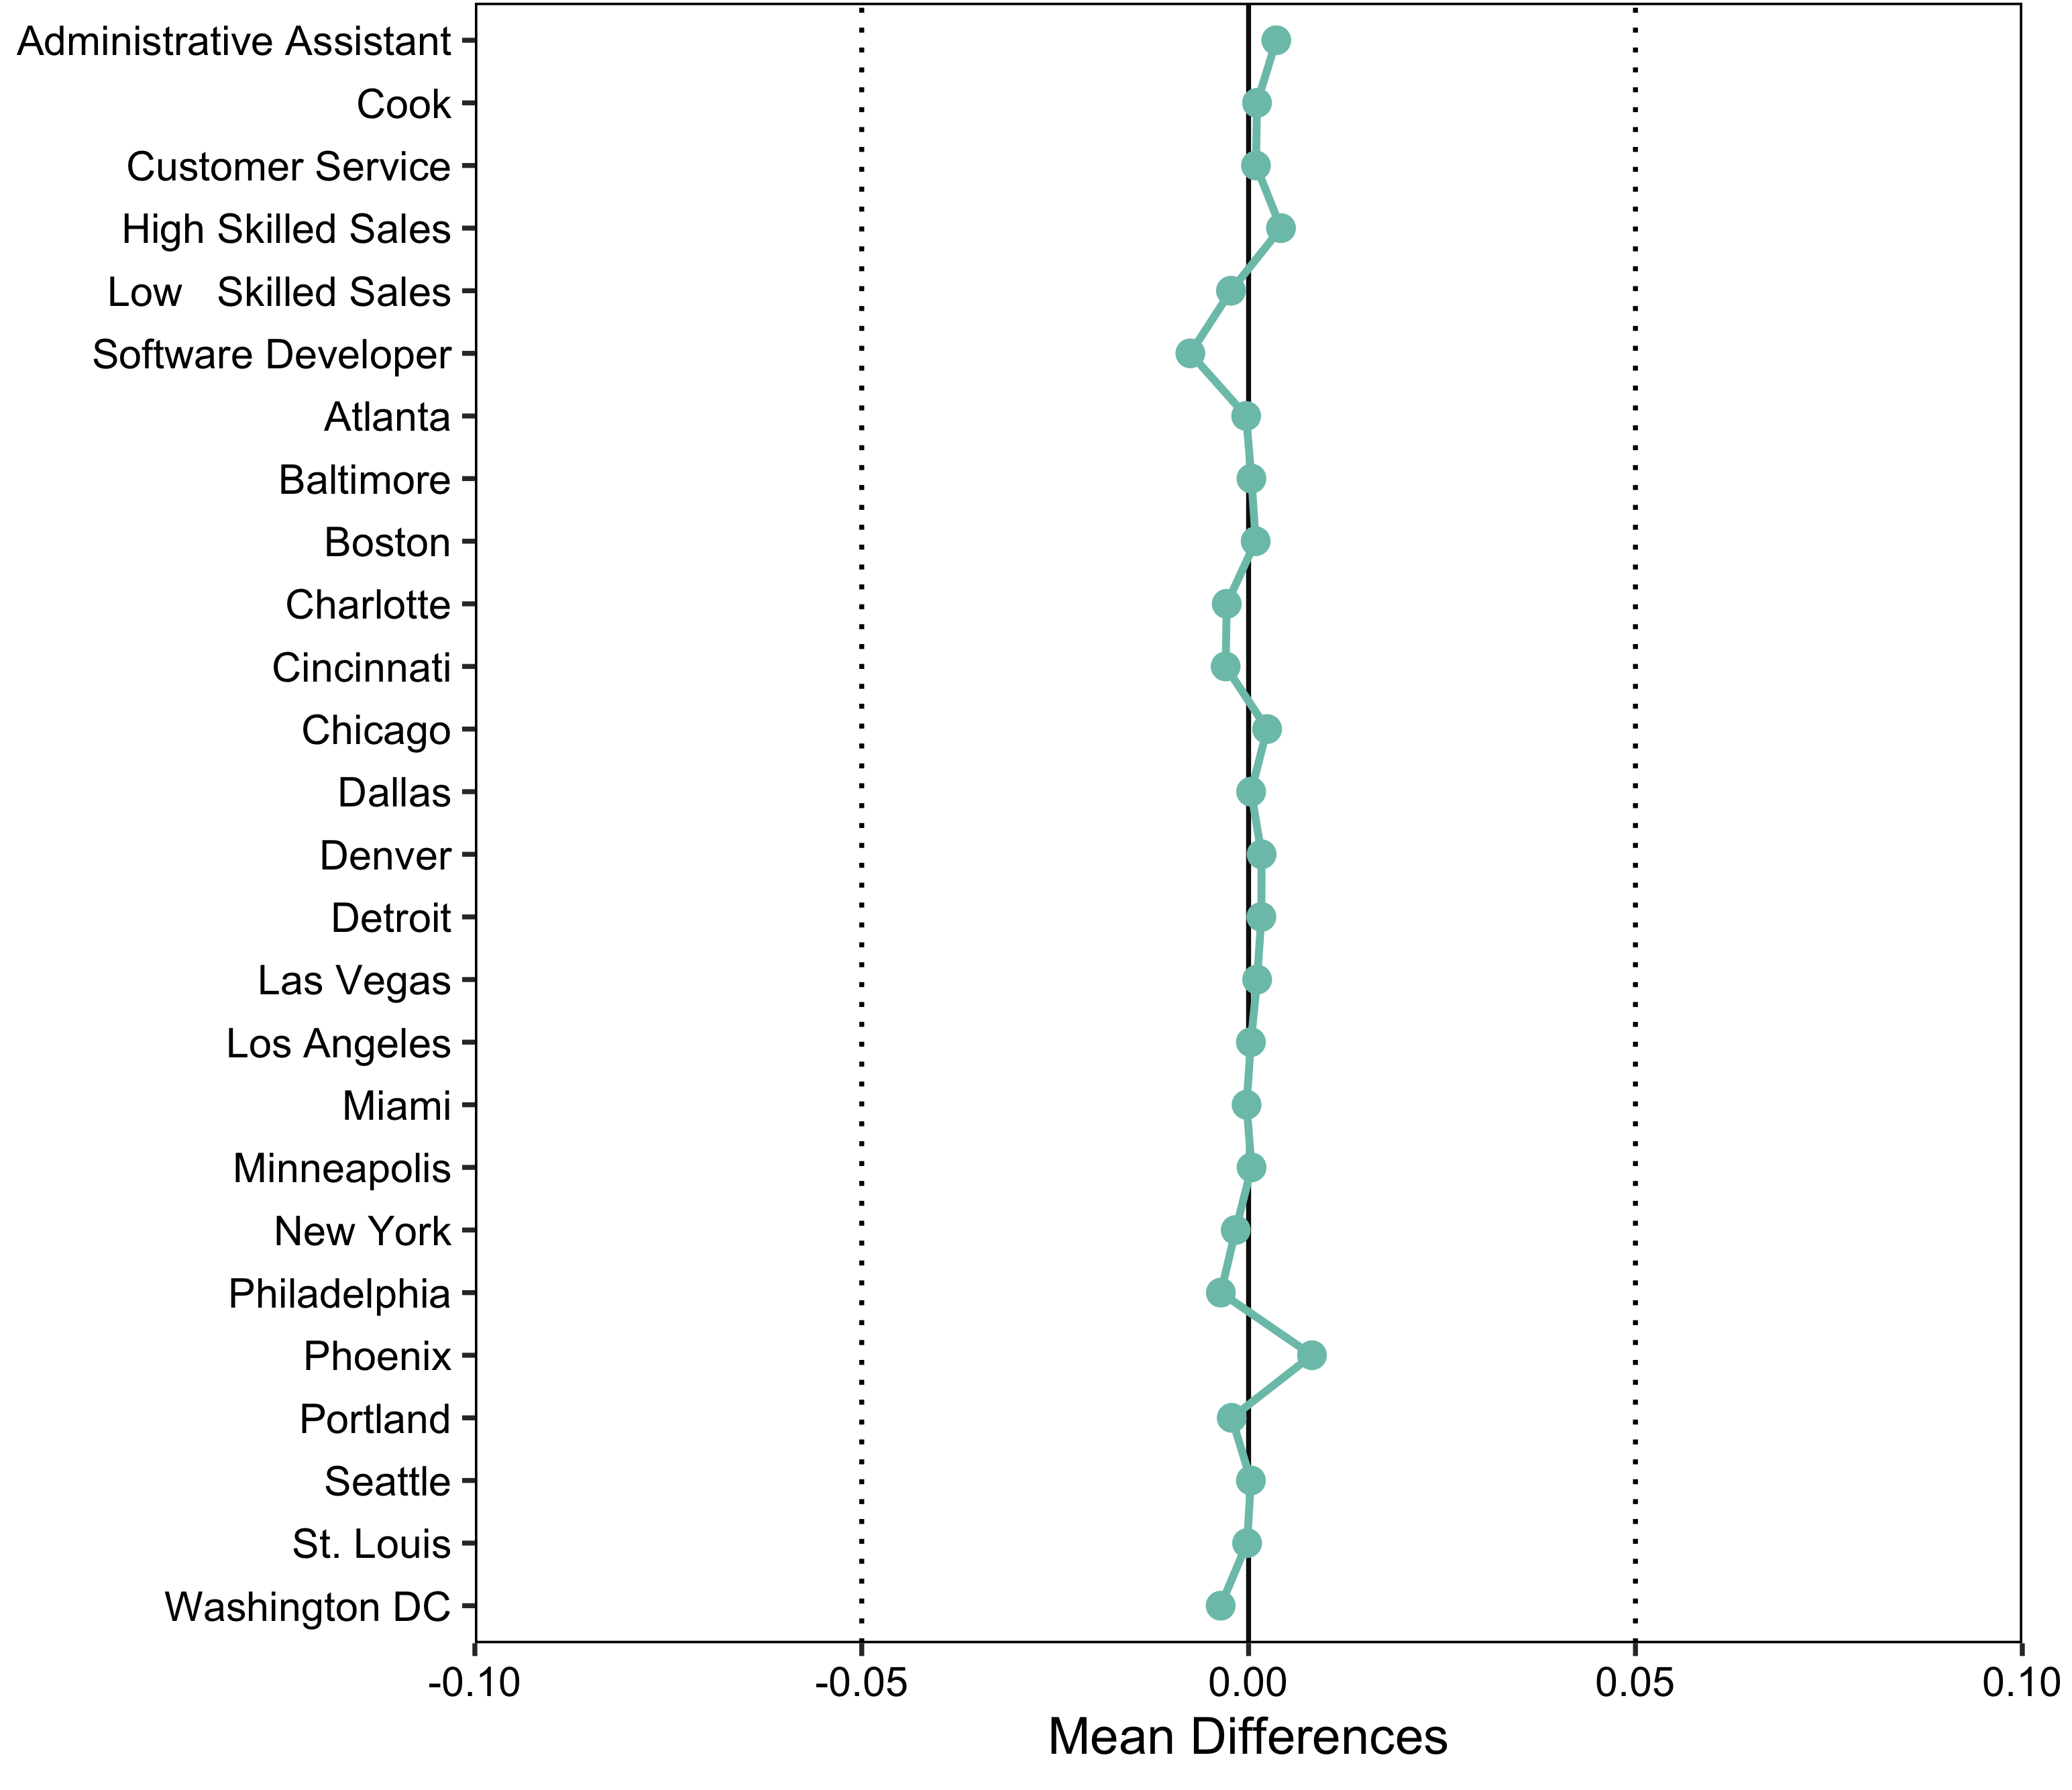 Administrative Assistant
Cook
Customer Service
High Skilled Sales
Low   Skilled Sales
Software Developer
Atlanta
Baltimore
Boston
Charlotte
Cincinnati
Chicago
Dallas
Denver
Detroit
Las Vegas
Los Angeles
Miami
Minneapolis
New York
Philadelphia
Phoenix
Portland
Seattle
St. Louis
Washington DC
-0.10 -0.05 0.00 0.05 0.10
Mean Differences